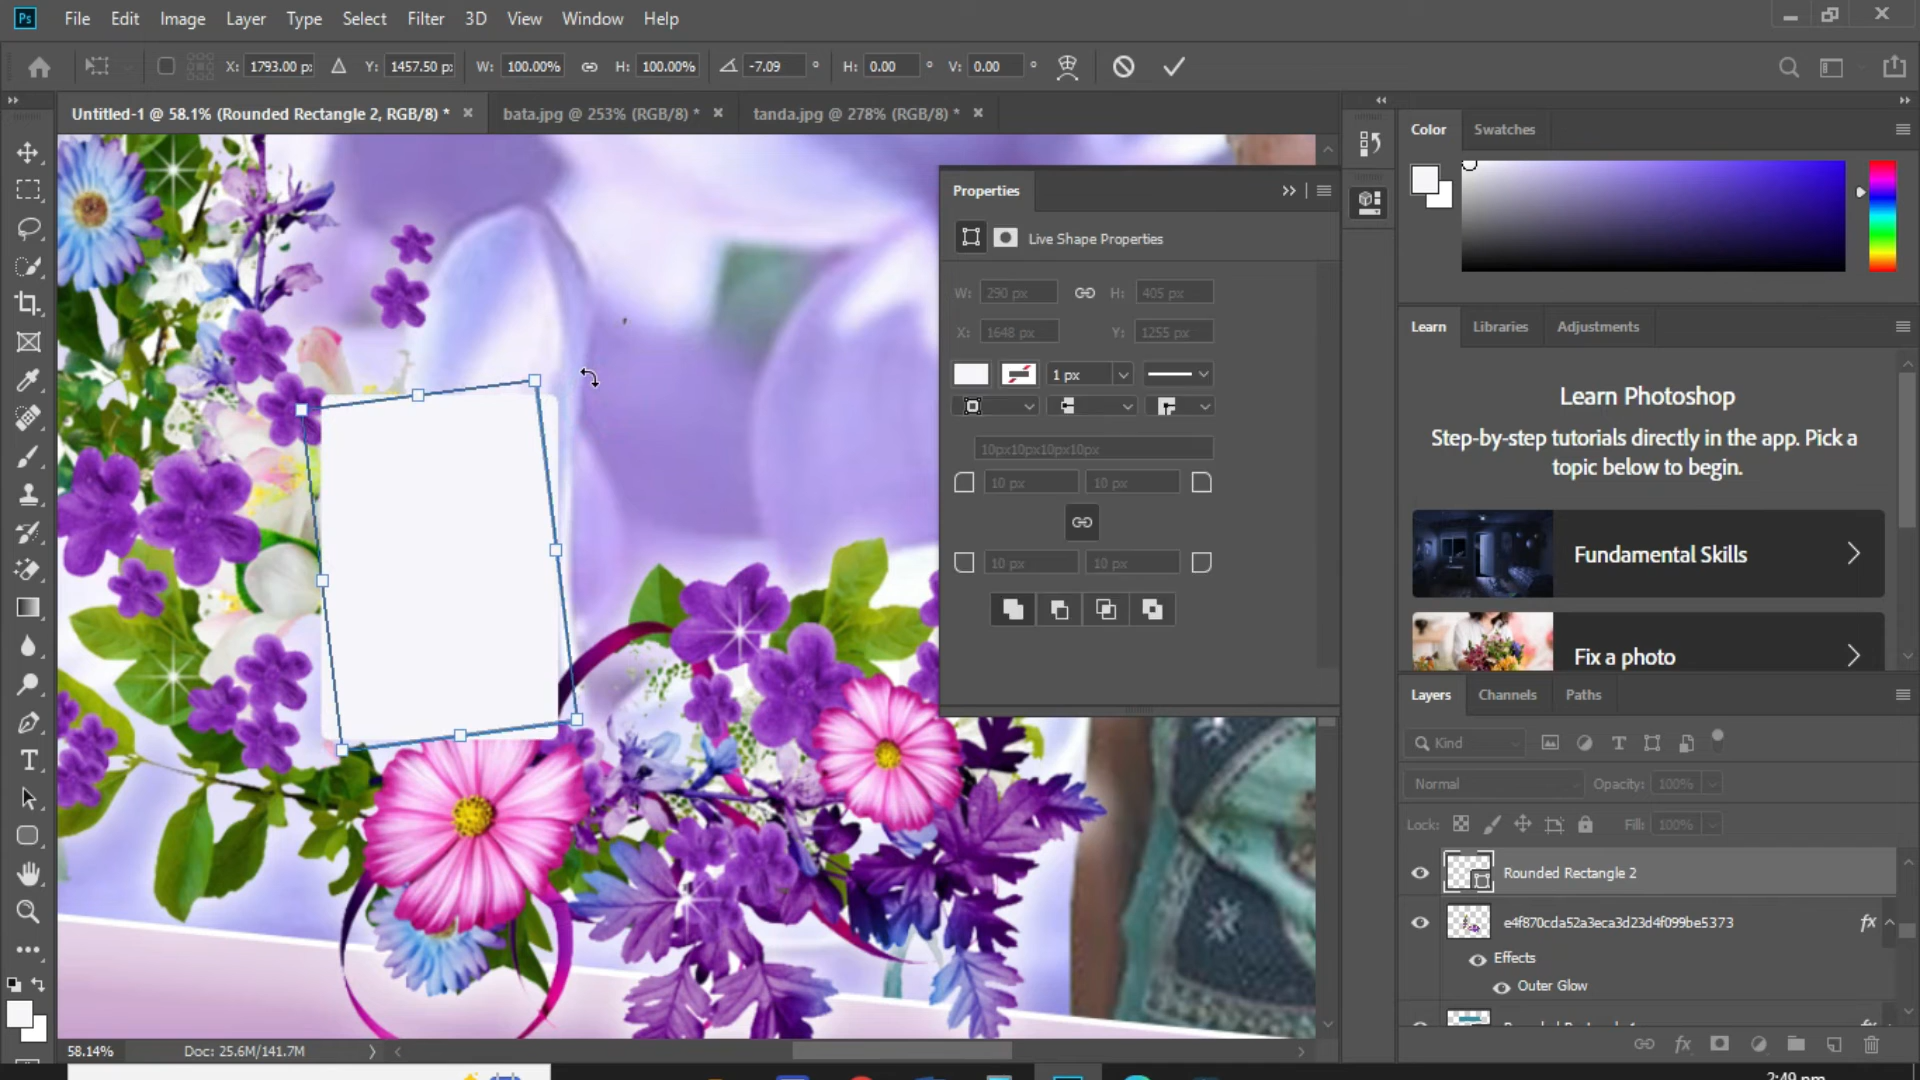 Ps File Edit Image Layer Type Select Filter 3D View Window Help
X: 1793.00 p: Y: 1457.50 p: W: 100.00% H: 100.00% -7.09 ° H: 0.00 ° V: 0.00 °
Untitled-1 @ 58.1% (Rounded Rectangle 2, RGB/8) * × bata.jpg @ 253% (RGB/8) * × tanda.jpg @ 278% (RGB/8) * ×
Color Swatches
Properties
Live Shape Properties
W: 290 px H: 405 px
X: 1648 px Y: 1255 px
1 px
10px10px10px10px
10 px 10 px
10 px 10 px
Learn Libraries Adjustments
Learn Photoshop
Step-by-step tutorials directly in the app. Pick a
topic below to begin.
Fundamental Skills
Fix a photo
Layers Channels Paths
Kind
Normal Opacity: 100%
Lock: Fill: 100%
Rounded Rectangle 2
e4f870cda52a3eca3d23d4f099be5373 fx
Effects
Outer Glow
58.14% Doc: 25.6M/141.7M
fx
2:49 pm